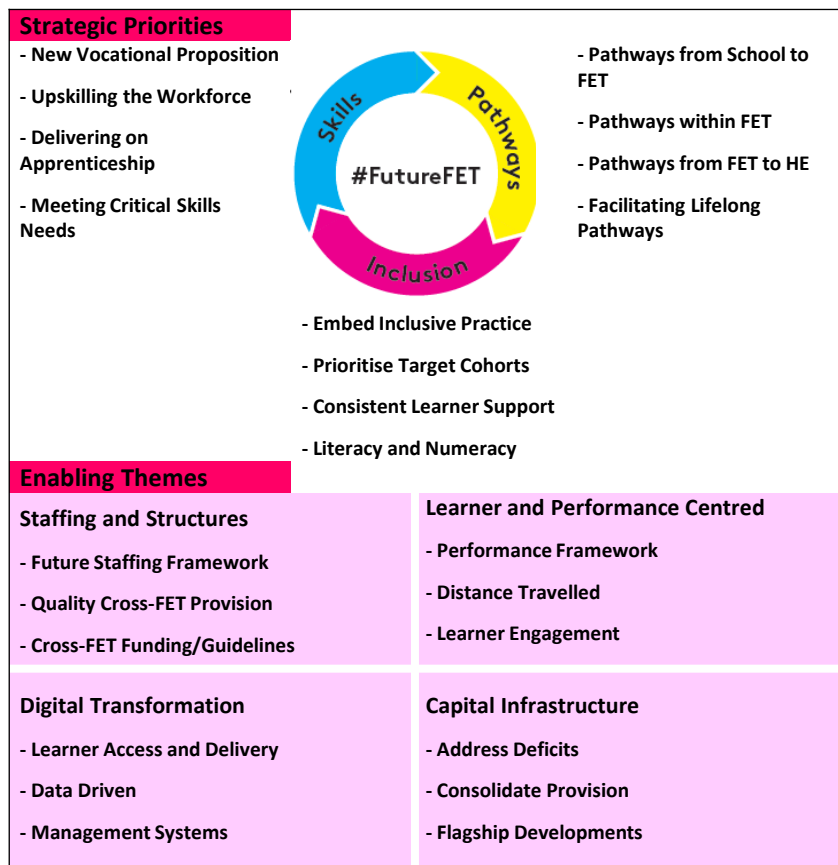 Strategic Priorities
- New Vocational Proposition
- Upskilling the Workforce
- Delivering on
Apprenticeship
- Meeting Critical Skills
Needs
Skills
Pathways
#FutureFET
Inclusion
- Pathways from School to
FET
- Pathways within FET
- Pathways from FET to HE
- Facilitating Lifelong
Pathways
- Embed Inclusive Practice
- Prioritise Target Cohorts
- Consistent Learner Support
- Literacy and Numeracy
Enabling Themes
Staffing and Structures
- Future Staffing Framework
- Quality Cross-FET Provision
- Cross-FET Funding/Guidelines
Learner and Performance Centred
- Performance Framework
- Distance Travelled
- Learner Engagement
Digital Transformation
- Learner Access and Delivery
- Data Driven
- Management Systems
Capital Infrastructure
- Address Deficits
- Consolidate Provision
- Flagship Developments